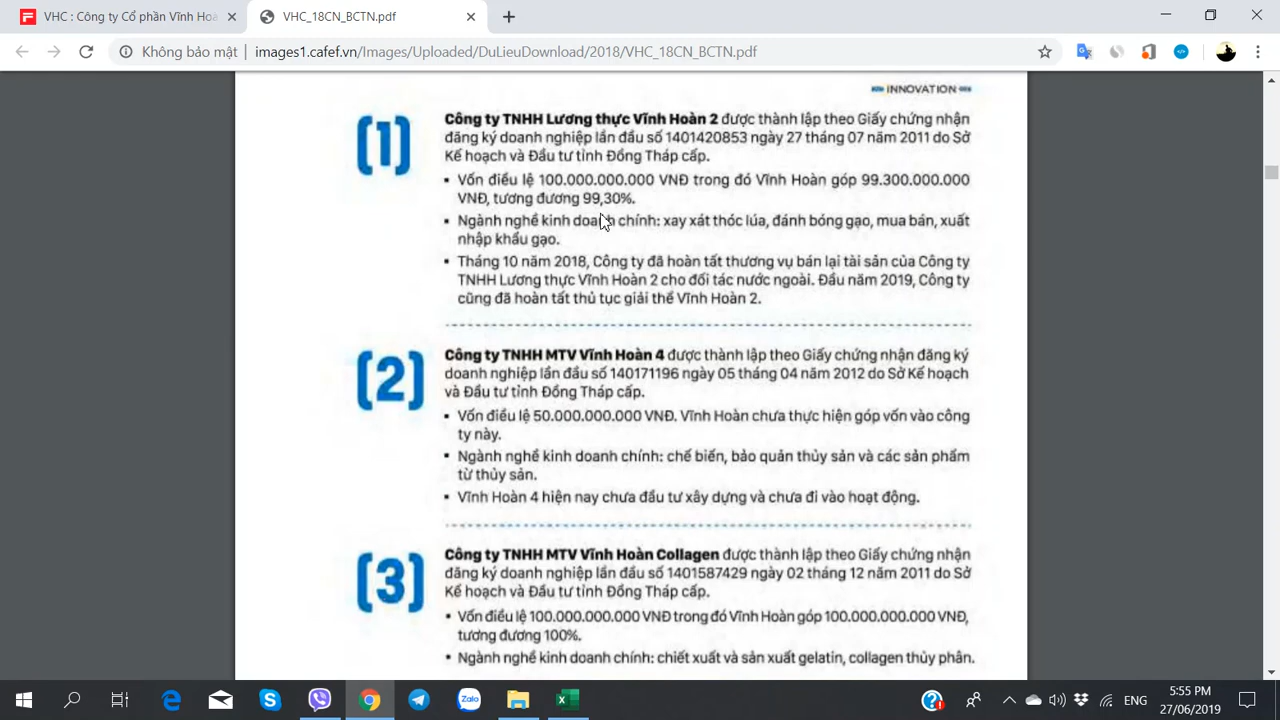 VHC : Công ty Cổ phần Vĩnh Hoà
VHC_18CN_BCTN.pdf
Không bảo mật
images1.cafef.vn/Images/Uploaded/DuLieuDownload/2018/VHC_18CN_BCTN.pdf
INNOVATION
[1]
Công ty TNHH Lương thực Vĩnh Hoàn 2 được thành lập theo Giấy chứng nhận
đăng ký doanh nghiệp lần đầu số 1401420853 ngày 27 tháng 07 năm 2011 do Sở
Kế hoạch và Đầu tư tỉnh Đồng Tháp cấp.
• Vốn điều lệ 100.000.000.000 VNĐ trong đó Vĩnh Hoàn góp 99.300.000.000
VNĐ, tương đương 99,30%.
• Ngành nghề kinh doanh chính: xay xát thóc lúa, đánh bóng gạo, mua bán, xuất
nhập khẩu gạo.
• Tháng 10 năm 2018, Công ty đã hoàn tất thương vụ bán lại tài sản của Công ty
TNHH Lương thực Vĩnh Hoàn 2 cho đối tác nước ngoài. Đầu năm 2019, Công ty
cũng đã hoàn tất thủ tục giải thể Vĩnh Hoàn 2.
[2]
Công ty TNHH MTV Vĩnh Hoàn 4 được thành lập theo Giấy chứng nhận đăng ký
doanh nghiệp lần đầu số 140171196 ngày 05 tháng 04 năm 2012 do Sở Kế hoạch
và Đầu tư tỉnh Đồng Tháp cấp.
• Vốn điều lệ 50.000.000.000 VNĐ. Vĩnh Hoàn chưa thực hiện góp vốn vào công
ty này.
• Ngành nghề kinh doanh chính: chế biến, bảo quản thủy sản và các sản phẩm
từ thủy sản.
• Vĩnh Hoàn 4 hiện nay chưa đầu tư xây dựng và chưa đi vào hoạt động.
[3]
Công ty TNHH MTV Vĩnh Hoàn Collagen được thành lập theo Giấy chứng nhận
đăng ký doanh nghiệp lần đầu số 1401587429 ngày 02 tháng 12 năm 2011 do Sở
Kế hoạch và Đầu tư tỉnh Đồng Tháp cấp.
• Vốn điều lệ 100.000.000.000 VNĐ trong đó Vĩnh Hoàn góp 100.000.000.000 VNĐ,
tương đương 100%.
• Ngành nghề kinh doanh chính: chiết xuất và sản xuất gelatin, collagen thủy phân.
Zalo
ENG
5:55 PM
27/06/2019